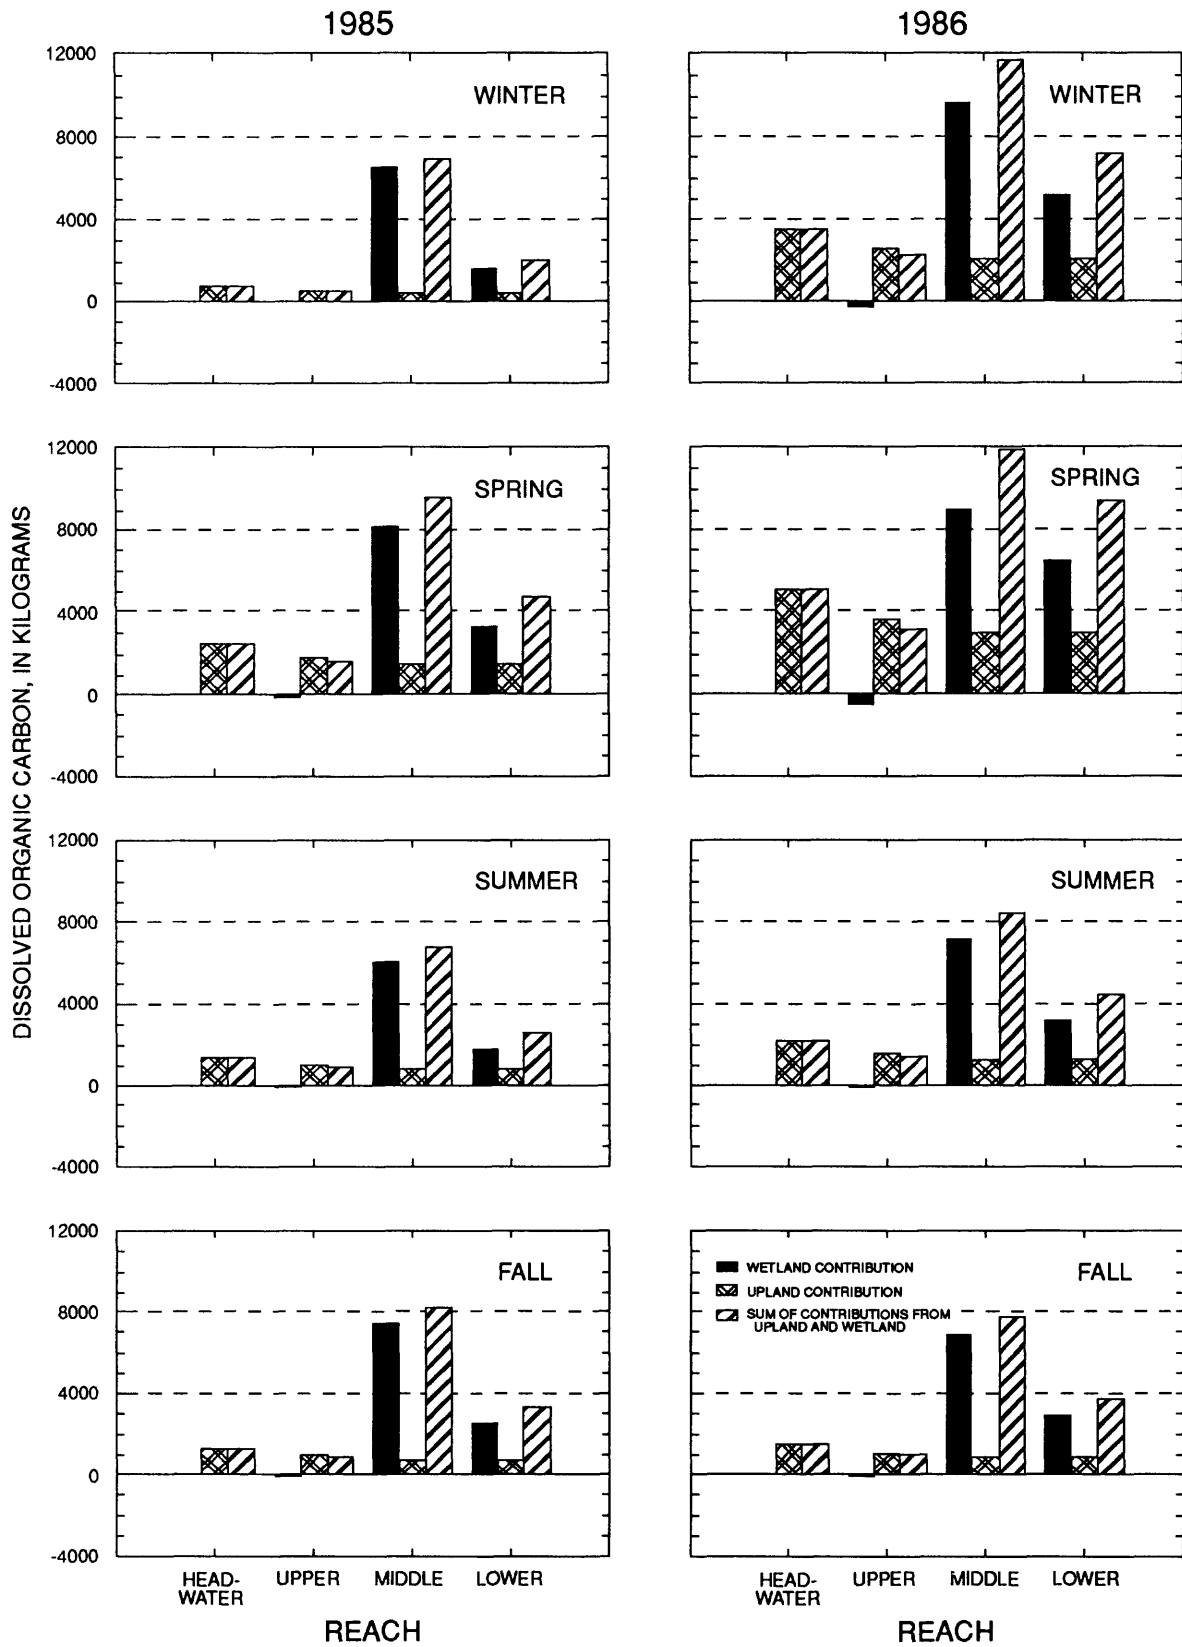 1985
1986
12000
8000
4000
0
-4000
WINTER
WINTER
12000
8000
4000
0
-4000
SPRING
SPRING
12000
8000
4000
0
-4000
SUMMER
SUMMER
12000
8000
4000
0
-4000
FALL
FALL
WETLAND CONTRIBUTION
UPLAND CONTRIBUTION
SUM OF CONTRIBUTIONS FROM
UPLAND AND WETLAND
DISSOLVED ORGANIC CARBON, IN KILOGRAMS
HEAD-
WATER
UPPER
MIDDLE
LOWER
HEAD-
WATER
UPPER
MIDDLE
LOWER
REACH
REACH